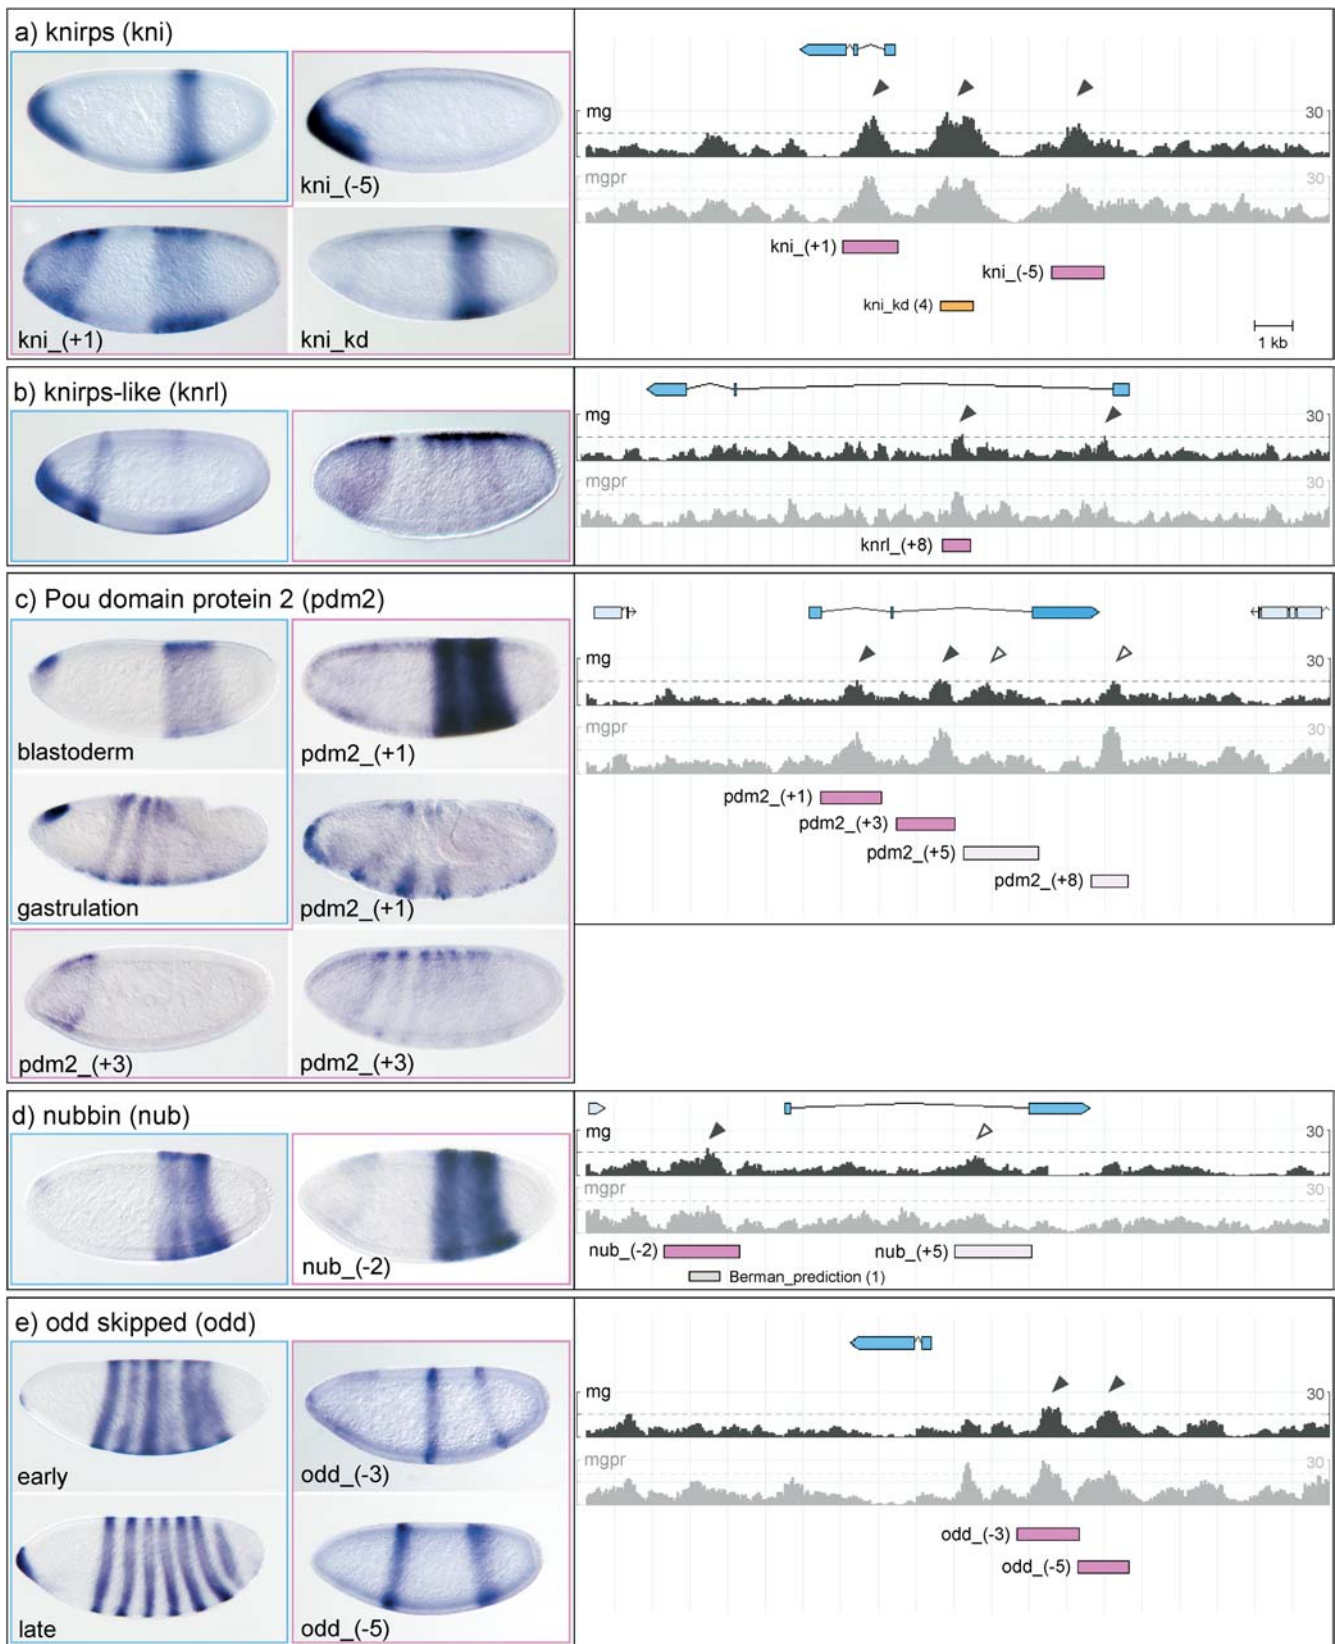 a) knirps (kni)
kni_(-5)
kni_(+1)
kni_kd
mg
30
mgpr
30
kni_(+1)
kni_(-5)
kni_kd (4)
1 kb
b) knirps-like (knrl)
mg
30
mgpr
30
knrl_(+8)
c) Pou domain protein 2 (pdm2)
blastoderm
pdm2_(+1)
gastrulation
pdm2_(+1)
pdm2_(+3)
pdm2_(+3)
mg
30
mgpr
30
pdm2_(+1)
pdm2_(+3)
pdm2_(+5)
pdm2_(+8)
d) nubbin (nub)
nub_(-2)
mg
30
mgpr
30
nub_(-2)
nub_(+5)
Berman_prediction (1)
e) odd skipped (odd)
early
odd_(-3)
late
odd_(-5)
mg
30
mgpr
30
odd_(-3)
odd_(-5)